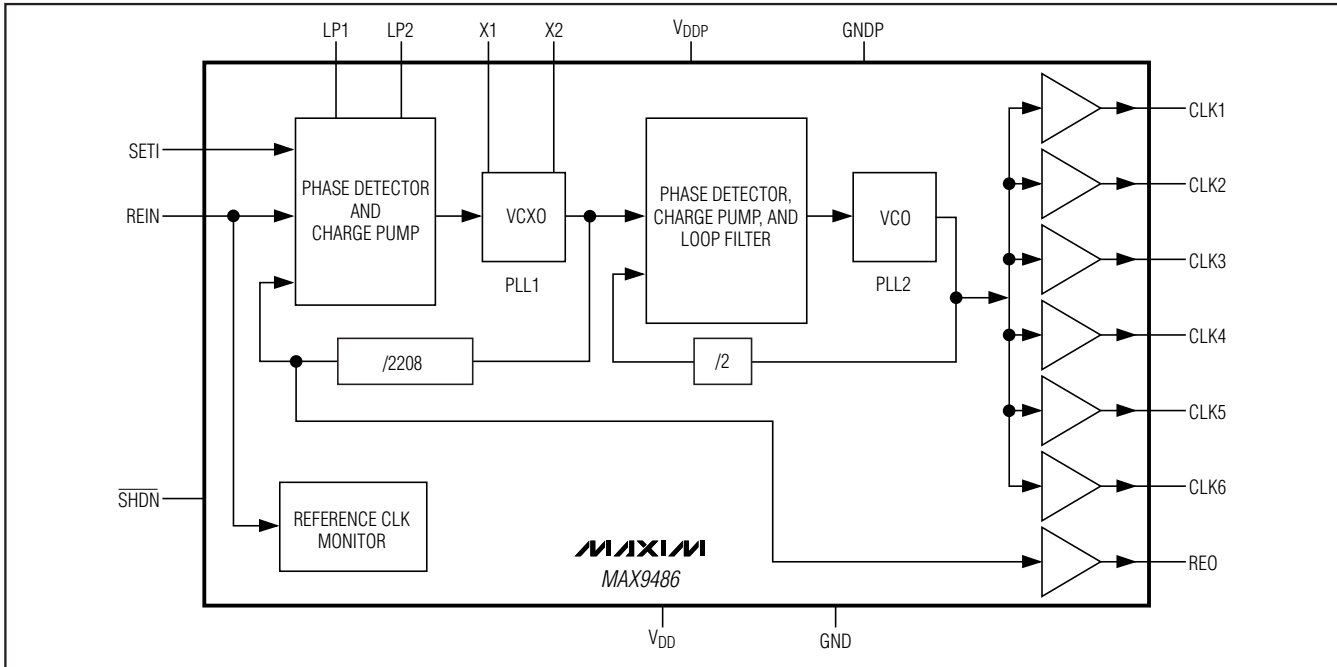 LP1
LP2
X1
X2
VDDP
GNDP
SETI
REIN
PHASE DETECTOR
AND
CHARGE PUMP
VCXO
PLL1
PHASE DETECTOR,
CHARGE PUMP, AND
LOOP FILTER
VCO
PLL2
/2208
/2
CLK1
CLK2
CLK3
CLK4
CLK5
CLK6
REO
SHDN
REFERENCE CLK
MONITOR
MAXIM
MAX9486
VDD
GND